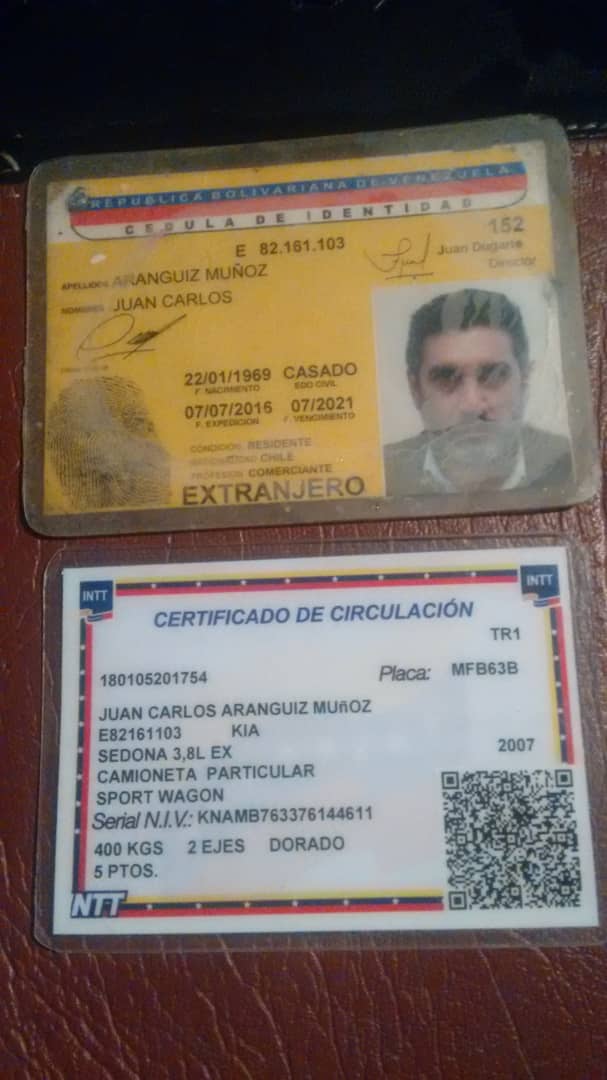 REPUBLICA BOLIVARIANA DE VENEZUELA
CEDULA DE IDENTIDAD
152
E 82.161.103
Juan Dugarte
Director
APELLIDOS ARANGUIZ MUÑOZ
NOMBRES JUAN CARLOS
22/01/1969 CASADO
F. NACIMIENTO EDO CIVIL
07/07/2016 07/2021
F. EXPEDICION F. VENCIMIENTO
CONDICION RESIDENTE
NACIONALIDAD CHILE
PROFESION COMERCIANTE
EXTRANJERO
INTT INTT
CERTIFICADO DE CIRCULACIÓN
TR1
180105201754 Placa: MFB63B
JUAN CARLOS ARANGUIZ MUñOZ
E82161103 KIA
SEDONA 3,8L EX 2007
CAMIONETA PARTICULAR
SPORT WAGON
Serial N.I.V.: KNAMB763376144611
400 KGS 2 EJES DORADO
5 PTOS.
INTT